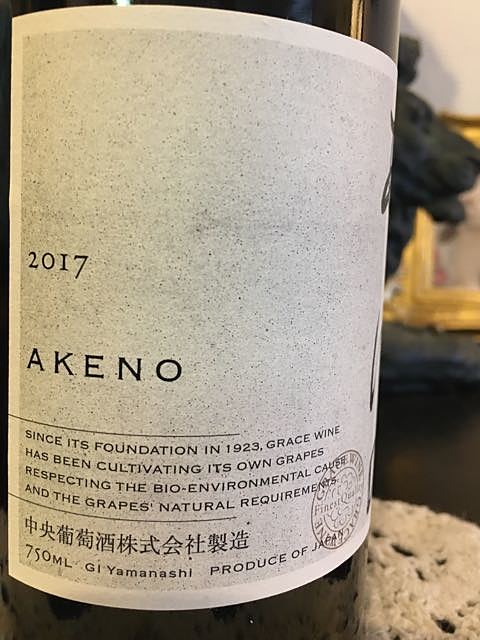 2017
AKENO
SINCE ITS FOUNDATION IN 1923, GRACE WINE
HAS BEEN CULTIVATING ITS OWN GRAPES
RESPECTING THE BIO-ENVIRONMENTAL CAUSE
AND THE GRAPES' NATURAL REQUIREMENTS.
中央葡萄酒株式会社製造
750ML GI Yamanashi PRODUCE OF JAPAN